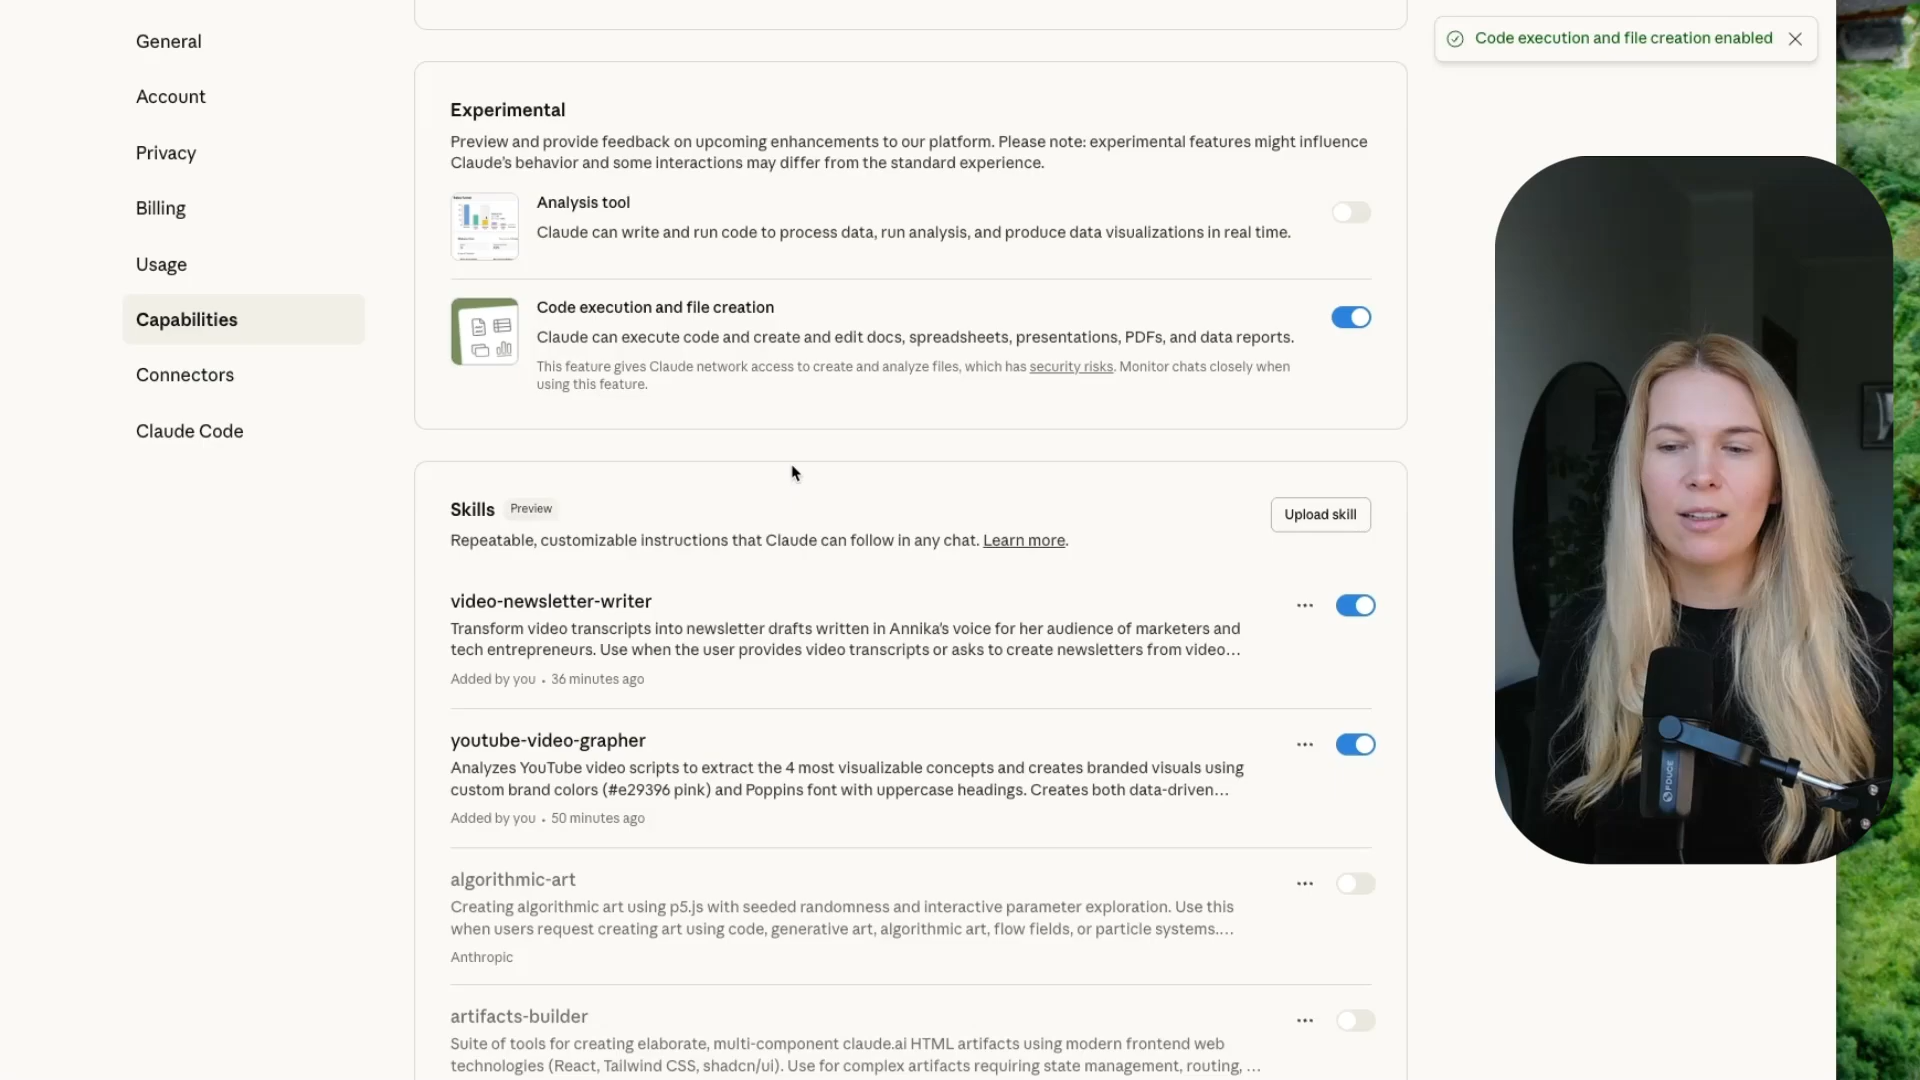 General
Account
Privacy
Billing
Usage
Capabilities
Connectors
Claude Code
Code execution and file creation enabled
Experimental
Preview and provide feedback on upcoming enhancements to our platform. Please note: experimental features might influence
Claude's behavior and some interactions may differ from the standard experience.
Analysis tool
Claude can write and run code to process data, run analysis, and produce data visualizations in real time.
Code execution and file creation
Claude can execute code and create and edit docs, spreadsheets, presentations, PDFs, and data reports.
This feature gives Claude network access to create and analyze files, which has security risks. Monitor chats closely when
using this feature.
Skills Preview
Upload skill
Repeatable, customizable instructions that Claude can follow in any chat. Learn more.
video-newsletter-writer
Transform video transcripts into newsletter drafts written in Annika's voice for her audience of marketers and
tech entrepreneurs. Use when the user provides video transcripts or asks to create newsletters from video...
Added by you • 36 minutes ago
youtube-video-grapher
Analyzes YouTube video scripts to extract the 4 most visualizable concepts and creates branded visuals using
custom brand colors (#e29396 pink) and Poppins font with uppercase headings. Creates both data-driven...
Added by you • 50 minutes ago
algorithmic-art
Creating algorithmic art using p5.js with seeded randomness and interactive parameter exploration. Use this
when users request creating art using code, generative art, algorithmic art, flow fields, or particle systems....
Anthropic
artifacts-builder
Suite of tools for creating elaborate, multi-component claude.ai HTML artifacts using modern frontend web
technologies (React, Tailwind CSS, shadcn/ui). Use for complex artifacts requiring state management, routing, ...